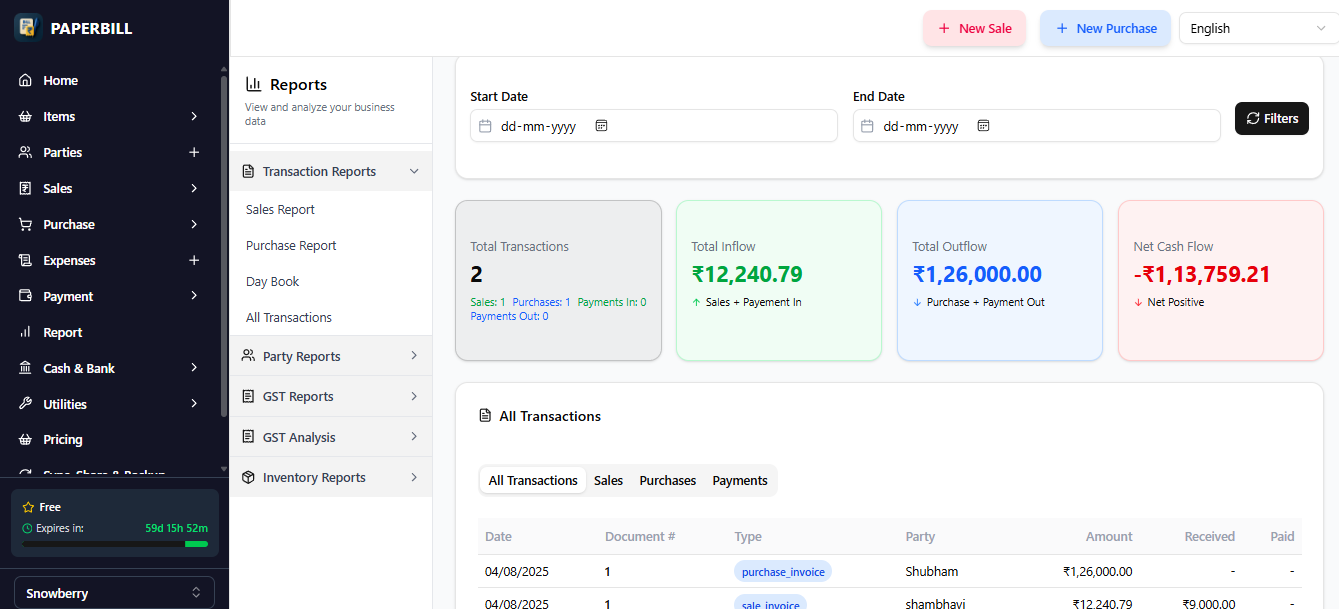 PAPERBILL
Home
Items
Parties
Sales
Purchase
Expenses
Payment
Report
Cash & Bank
Utilities
Pricing
Sync, Share & Backup
Free
Expires in: 59d 15h 52m
Snowberry
New Sale
New Purchase
English
Reports
View and analyze your business
data
Transaction Reports
Sales Report
Purchase Report
Day Book
All Transactions
Party Reports
GST Reports
GST Analysis
Inventory Reports
Start Date
dd-mm-yyyy
End Date
dd-mm-yyyy
Filters
Total Transactions
2
Sales: 1 Purchases: 1 Payments In: 0
Payments Out: 0
Total Inflow
₹12,240.79
↑ Sales + Payement In
Total Outflow
₹1,26,000.00
↓ Purchase + Payment Out
Net Cash Flow
-₹1,13,759.21
↓ Net Positive
All Transactions
All Transactions Sales Purchases Payments
Date Document # Type Party Amount Received Paid
04/08/2025 1 purchase_invoice Shubham ₹1,26,000.00 - -
04/08/2025 1 sale_invoice shambhavi ₹12,240.79 ₹9,000.00 -